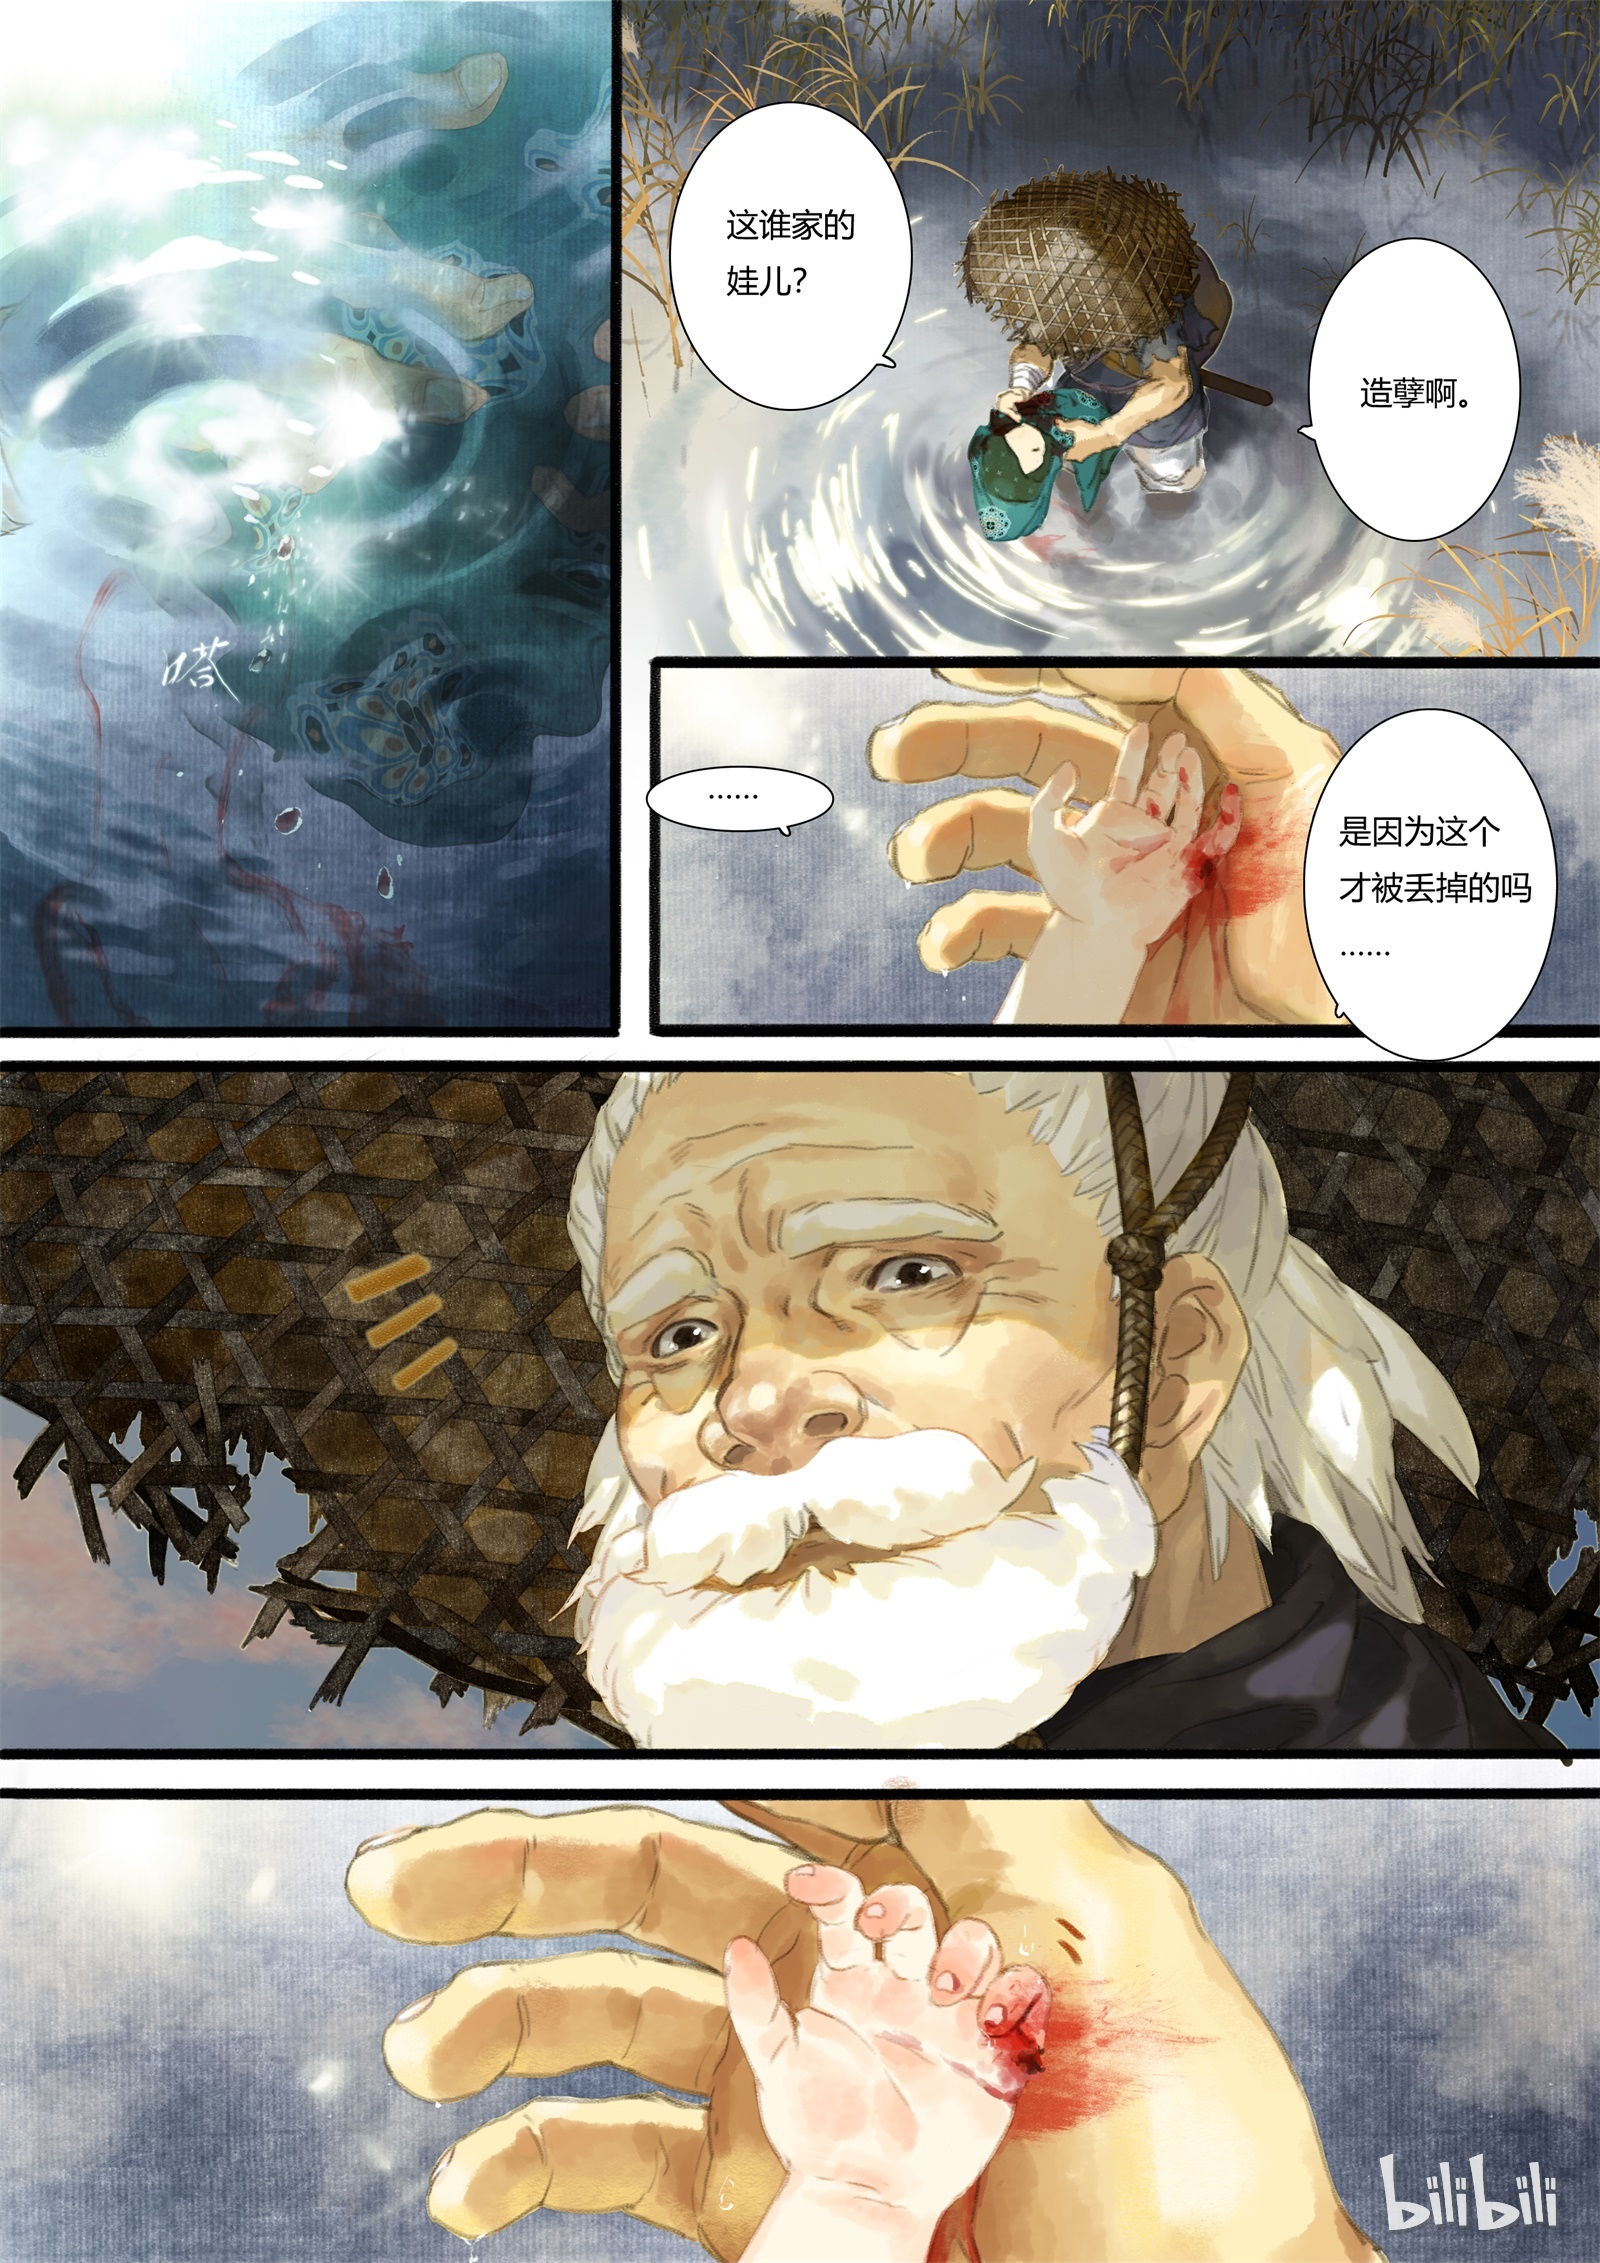 嗒
这谁家的
娃儿？
造孽啊。
……
是因为这个
才被丢掉的吗
……
bilibili